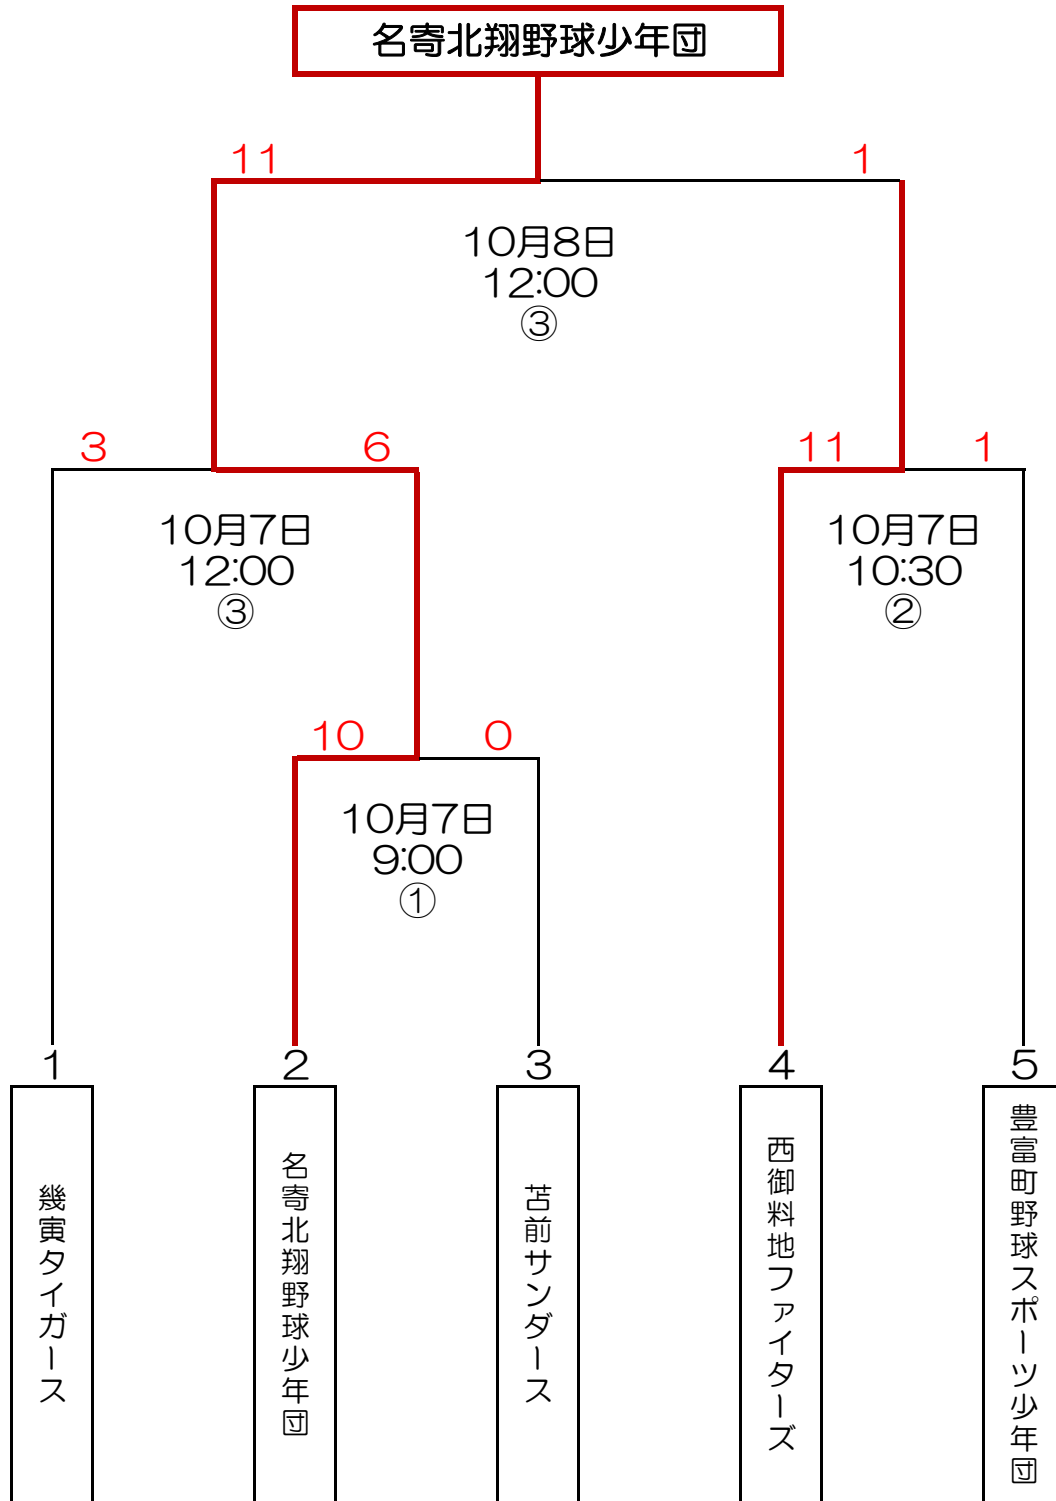 名寄北翔野球少年団
11
1
10月8日
12:00
③
3
6
11
1
10月7日
12:00
③
10月7日
10:30
②
10
0
10月7日
9:00
①
1
2
3
4
5
幾寅タイガース
名寄北翔野球少年団
苫前サンダース
西御料地ファイターズ
豊富町野球スポーツ少年団